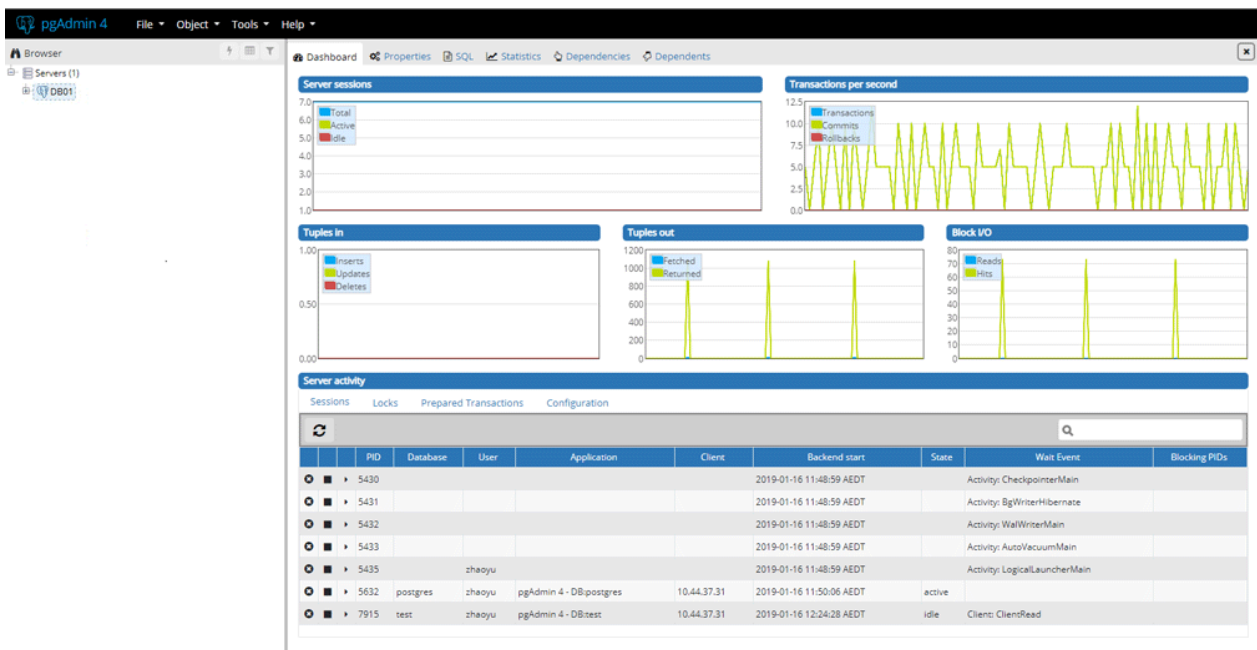 pgAdmin 4 File Object Tools Help
Browser
Servers (1)
DB01
Dashboard Properties SQL Statistics Dependencies Dependents
Server sessions
7.0
6.0
5.0
4.0
3.0
2.0
1.0
Total
Active
Idle
Transactions per second
12.5
10.0
7.5
5.0
2.5
0.0
Transactions
Commits
Rollbacks
Tuples in
1.00
0.50
0.00
Inserts
Updates
Deletes
Tuples out
1200
1000
800
600
400
200
0
Fetched
Returned
Block I/O
80
70
60
50
40
30
20
10
0
Reads
Hits
Server activity
Sessions Locks Prepared Transactions Configuration
PID Database User Application Client Backend start State Wait Event Blocking PIDs
5430 2019-01-16 11:48:59 AEDT Activity: CheckpointerMain
5431 2019-01-16 11:48:59 AEDT Activity: BgWriterHibernate
5432 2019-01-16 11:48:59 AEDT Activity: WalWriterMain
5433 2019-01-16 11:48:59 AEDT Activity: AutoVacuumMain
5435 zhaoyu 2019-01-16 11:48:59 AEDT Activity: LogicalLauncherMain
5632 postgres zhaoyu pgAdmin 4 - DB:postgres 10.44.37.31 2019-01-16 11:50:06 AEDT active
7915 test zhaoyu pgAdmin 4 - DB:test 10.44.37.31 2019-01-16 12:24:28 AEDT idle Client: ClientRead